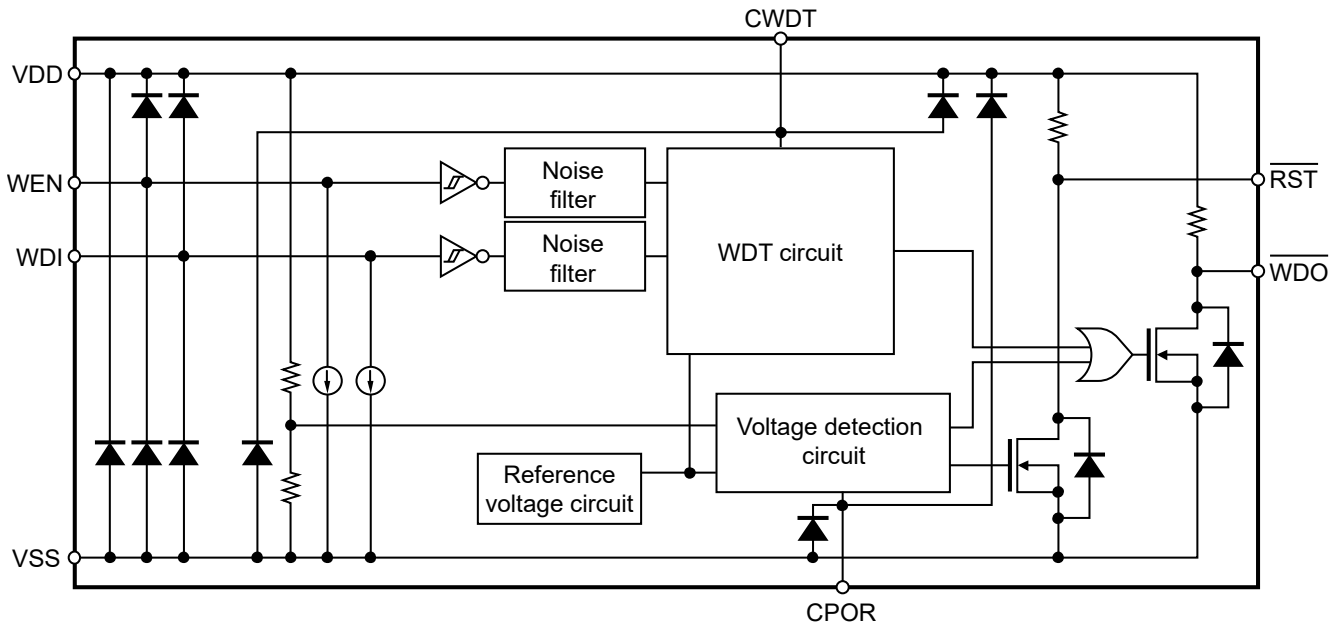 CWDT
VDD
WEN
Noise
filter
RST
WDI
Noise
filter
WDT circuit
WDO
Voltage detection
circuit
Reference
voltage circuit
VSS
CPOR